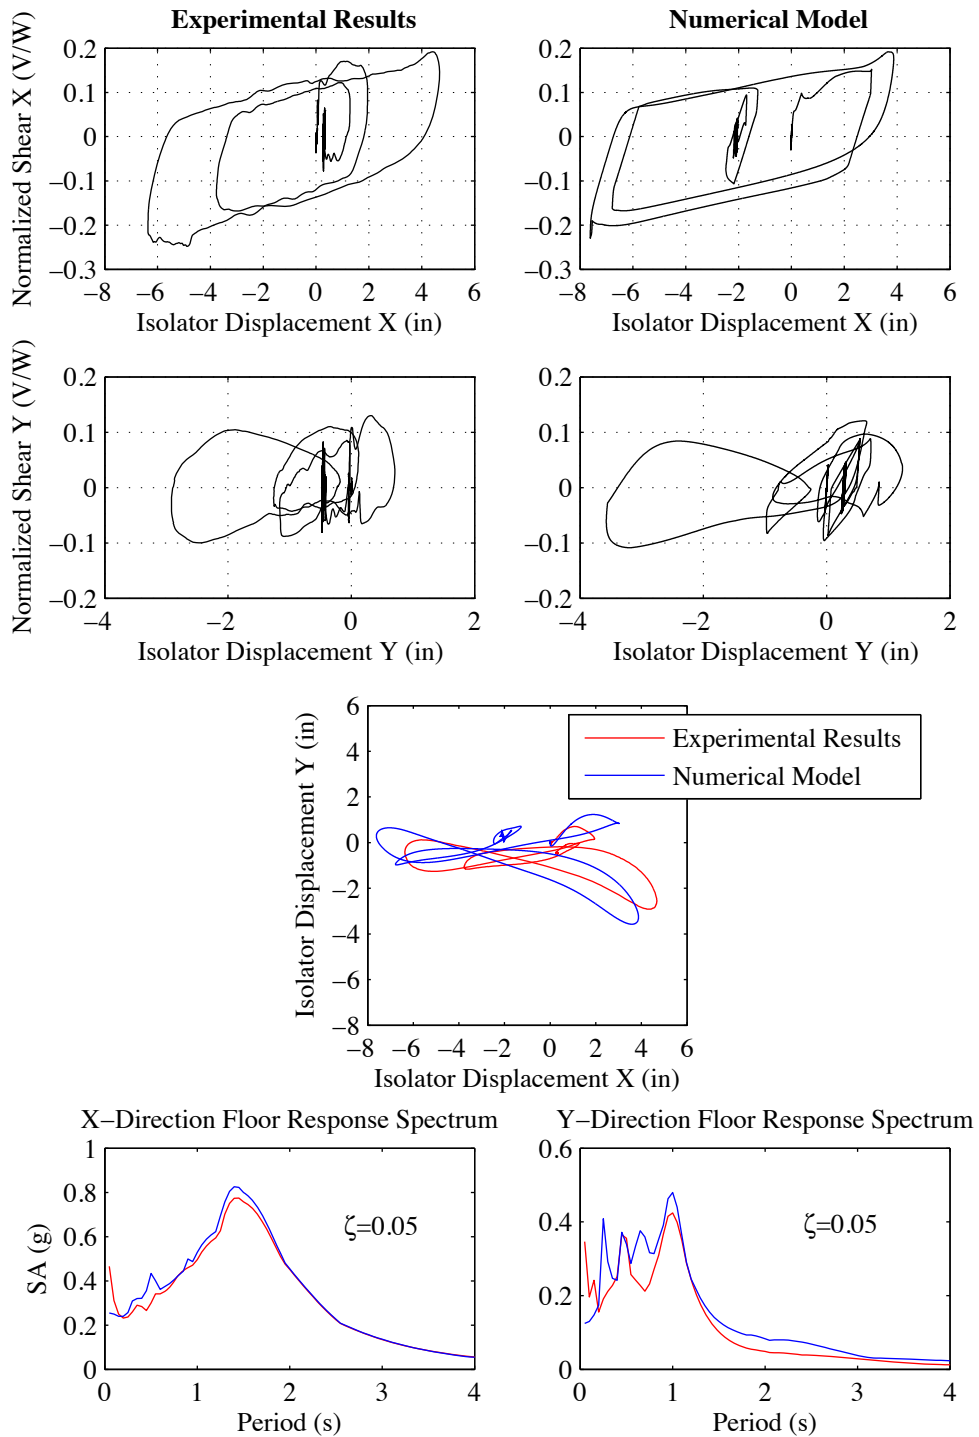 Experimental Results
Numerical Model
Normalized Shear X (V/W)
0.2
0.1
0
−0.1
−0.2
−0.3
−8 −6 −4 −2 0 2 4 6
Isolator Displacement X (in)
−8 −6 −4 −2 0 2 4 6
Isolator Displacement X (in)
0.2
0.1
0
−0.1
−0.2
−0.3
Normalized Shear Y (V/W)
0.2
0.1
0
−0.1
−0.2
−4 −2 0 2
Isolator Displacement Y (in)
0.2
0.1
0
−0.1
−0.2
−4 −2 0 2
Isolator Displacement Y (in)
Isolator Displacement Y (in)
6
4
2
0
−2
−4
−6
−8
−8 −6 −4 −2 0 2 4 6
Isolator Displacement X (in)
Experimental Results
Numerical Model
X−Direction Floor Response Spectrum
SA (g)
1
0.8
0.6
0.4
0.2
0
ζ=0.05
0 1 2 3 4
Period (s)
Y−Direction Floor Response Spectrum
0.6
0.4
0.2
0
ζ=0.05
0 1 2 3 4
Period (s)